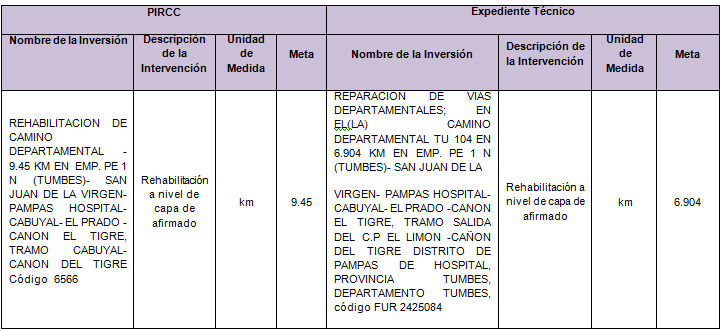 PIRCC
Expediente Técnico
Nombre de la Inversión
Descripción
de la
Intervención
Unidad
de
Medida
Meta
Nombre de la Inversión
Descripción de
la Intervención
Unidad
de
Medida
Meta
REHABILITACION DE
CAMINO
DEPARTAMENTAL -
9.45 KM EN EMP. PE 1
N (TUMBES)- SAN
JUAN DE LA VIRGEN-
PAMPAS HOSPITAL-
CABUYAL- EL PRADO -
CANON EL TIGRE,
TRAMO CABUYAL-
CANON DEL TIGRE
Código 6566
Rehabilitación
a nivel de
capa de
afirmado
km
9.45
REPARACION DE VIAS
DEPARTAMENTALES; EN
EL(LA) CAMINO
DEPARTAMENTAL TU 104 EN
6.904 KM EN EMP. PE 1 N
(TUMBES)- SAN JUAN DE LA
VIRGEN- PAMPAS HOSPITAL-
CABUYAL- EL PRADO -CANON
EL TIGRE, TRAMO SALIDA
DEL C.P EL LIMON -CAÑON
DEL TIGRE DISTRITO DE
PAMPAS DE HOSPITAL,
PROVINCIA TUMBES,
DEPARTAMENTO TUMBES,
código FUR 2425084
Rehabilitación a
nivel de capa de
afirmado
km
6.904